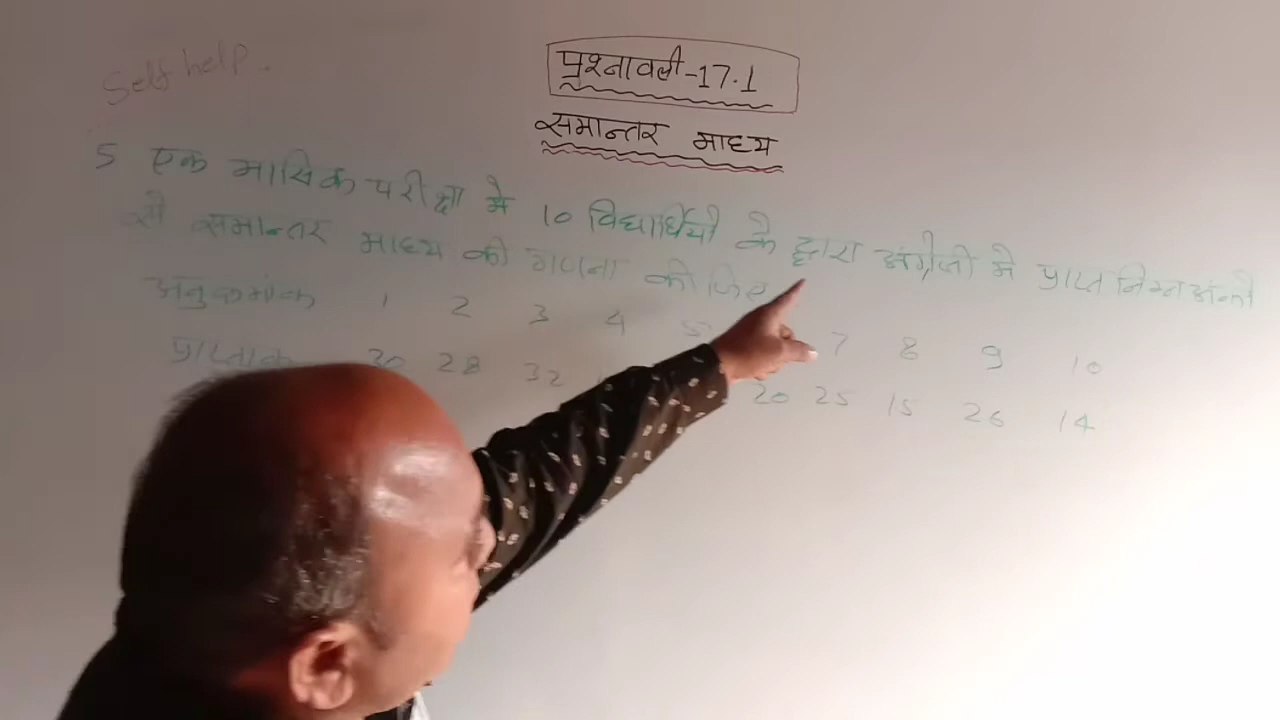 Self help.
प्रश्नावली-17.1
समान्तर माध्य
5 एक मासिक परीक्षा मे 10 विद्यार्थियो के द्वारा अंग्रेजी मे प्राप्त निम्न अंको
से समान्तर माध्य की गणना कीजिए
अनुक्रमांक 1 2 3 4 5 7 8 9 10
प्राप्तांक 30 28 32 20 25 15 26 14